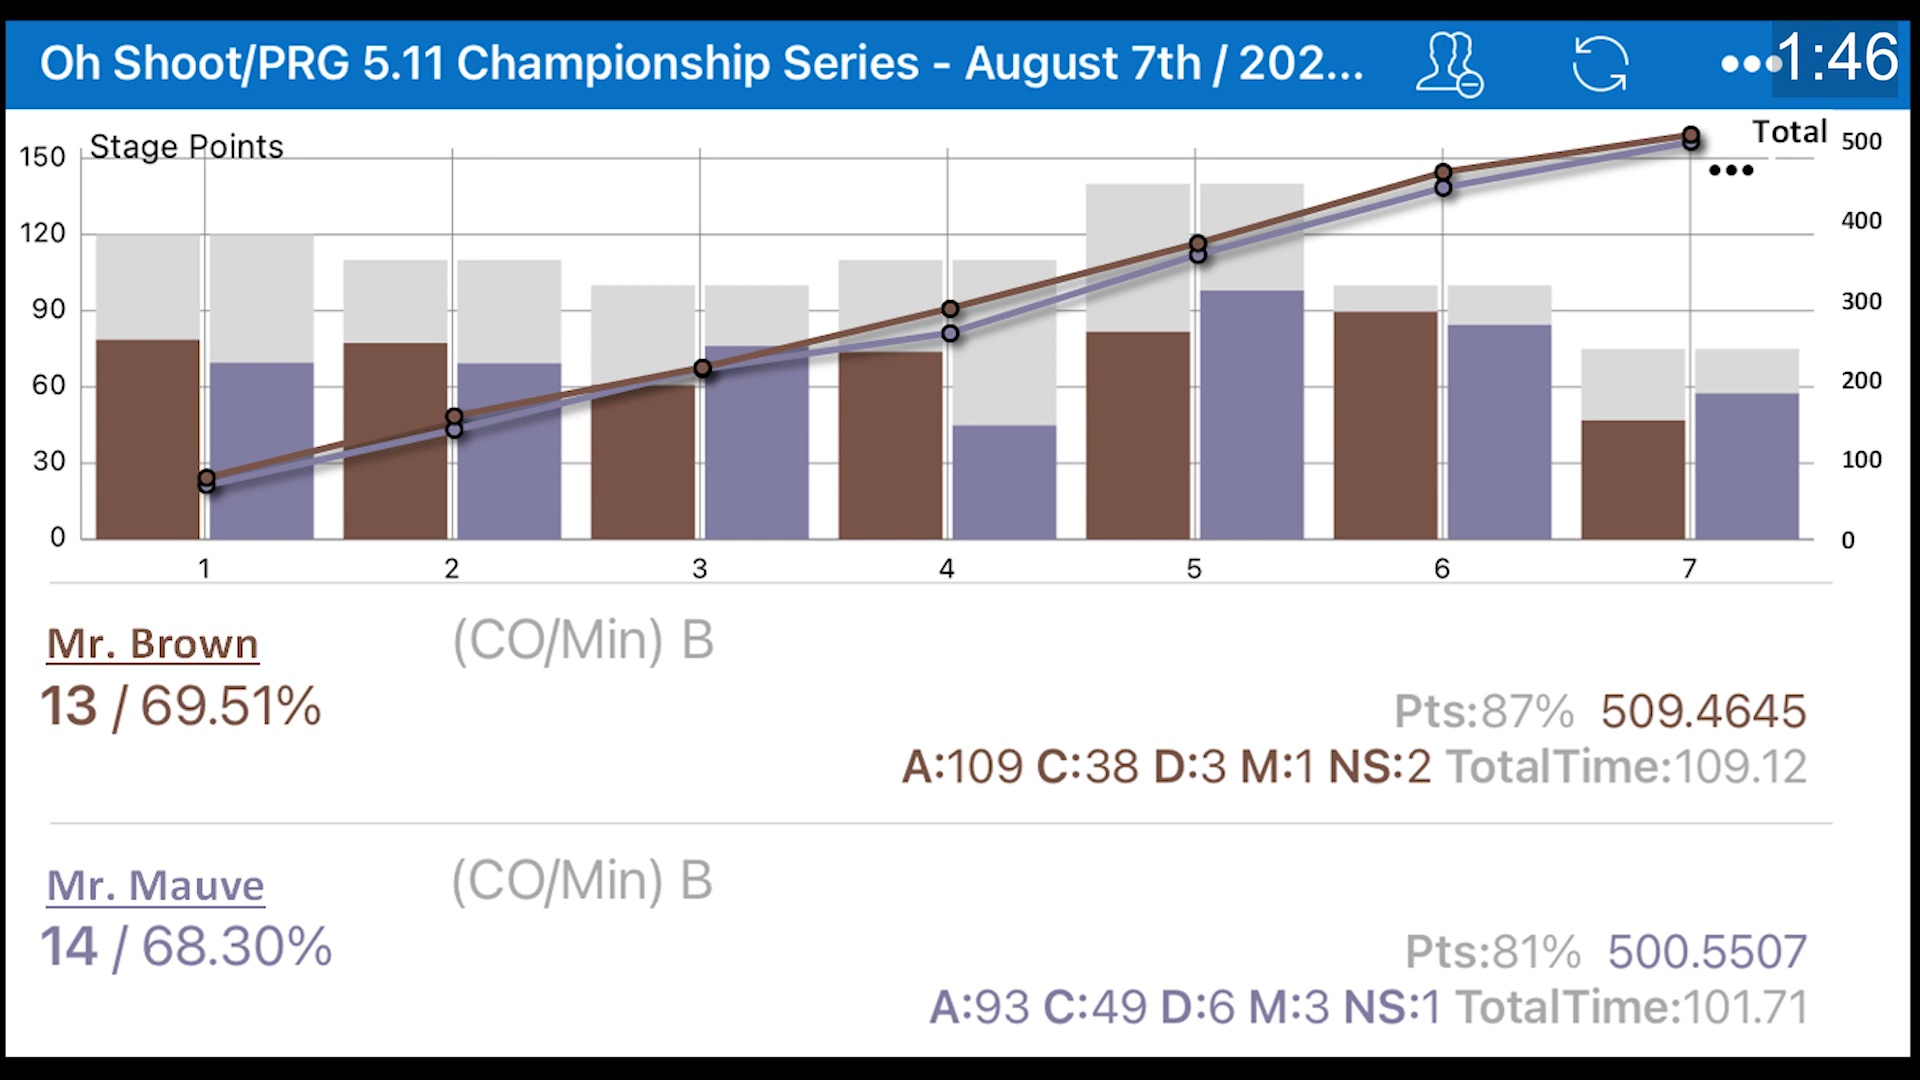 Oh Shoot/PRG 5.11 Championship Series - August 7th / 202...
1:46
Stage Points
Total
150
120
90
60
30
0
500
400
300
200
100
0
1 2 3 4 5 6 7
Mr. Brown
(CO/Min) B
13 / 69.51%
Pts:87% 509.4645
A:109 C:38 D:3 M:1 NS:2 TotalTime:109.12
Mr. Mauve
(CO/Min) B
14 / 68.30%
Pts:81% 500.5507
A:93 C:49 D:6 M:3 NS:1 TotalTime:101.71